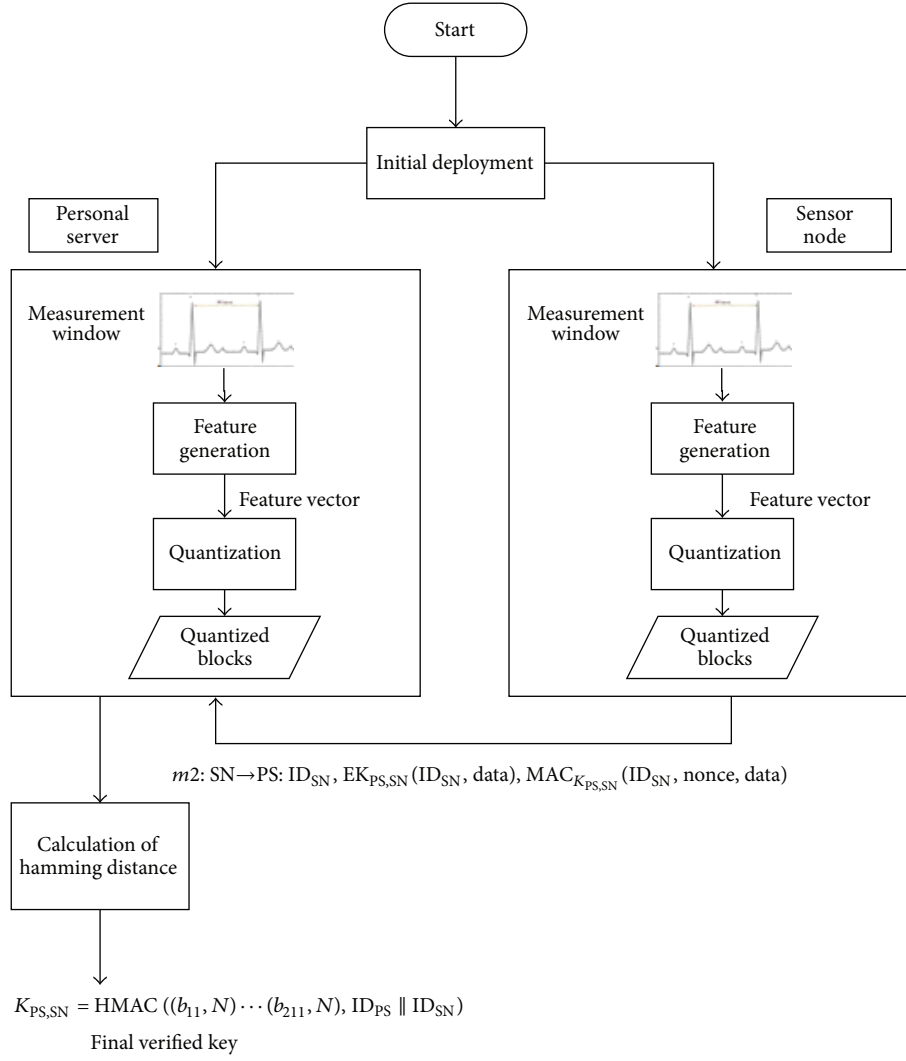 Start
Initial deployment
Personal
server
Sensor
node
Measurement
window
Feature
generation
Feature vector
Quantization
Quantized
blocks
Measurement
window
Feature
generation
Feature vector
Quantization
Quantized
blocks
m2: SN→PS: ID_SN, EK_PS,SN(ID_SN, data), MAC_K_PS,SN(ID_SN, nonce, data)
Calculation of
hamming distance
K_PS,SN = HMAC ((b_11, N) ⋯ (b_211, N), ID_PS ∥ ID_SN)
Final verified key